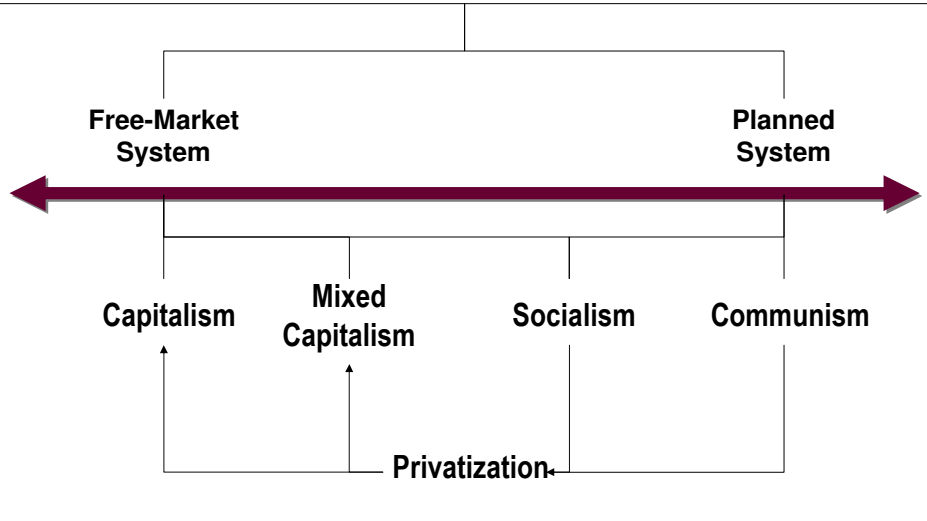 Free-Market
System
Planned
System
Capitalism
Mixed
Capitalism
Socialism
Communism
Privatization